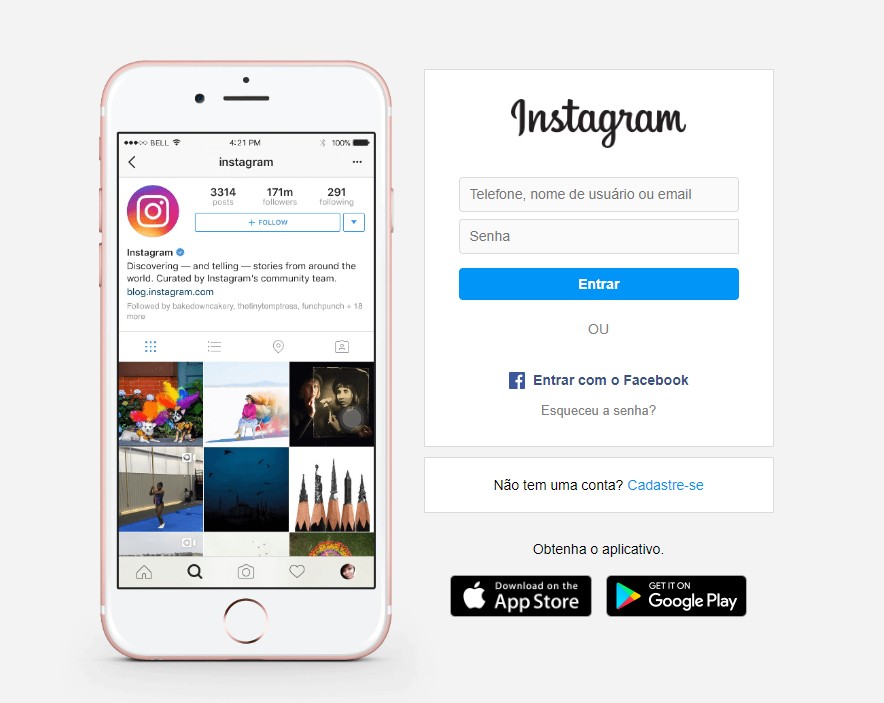 ●●●○○ BELL
4:21 PM
100%
instagram
3314
posts
171m
followers
291
following
+ FOLLOW
Instagram
Discovering — and telling — stories from around the
world. Curated by Instagram's community team.
blog.instagram.com
Followed by bakedowncakery, thetinytemptress, funchpunch + 18
more
Instagram
Telefone, nome de usuário ou email
Senha
Entrar
OU
Entrar com o Facebook
Esqueceu a senha?
Não tem uma conta? Cadastre-se
Obtenha o aplicativo.
Download on the
App Store
GET IT ON
Google Play